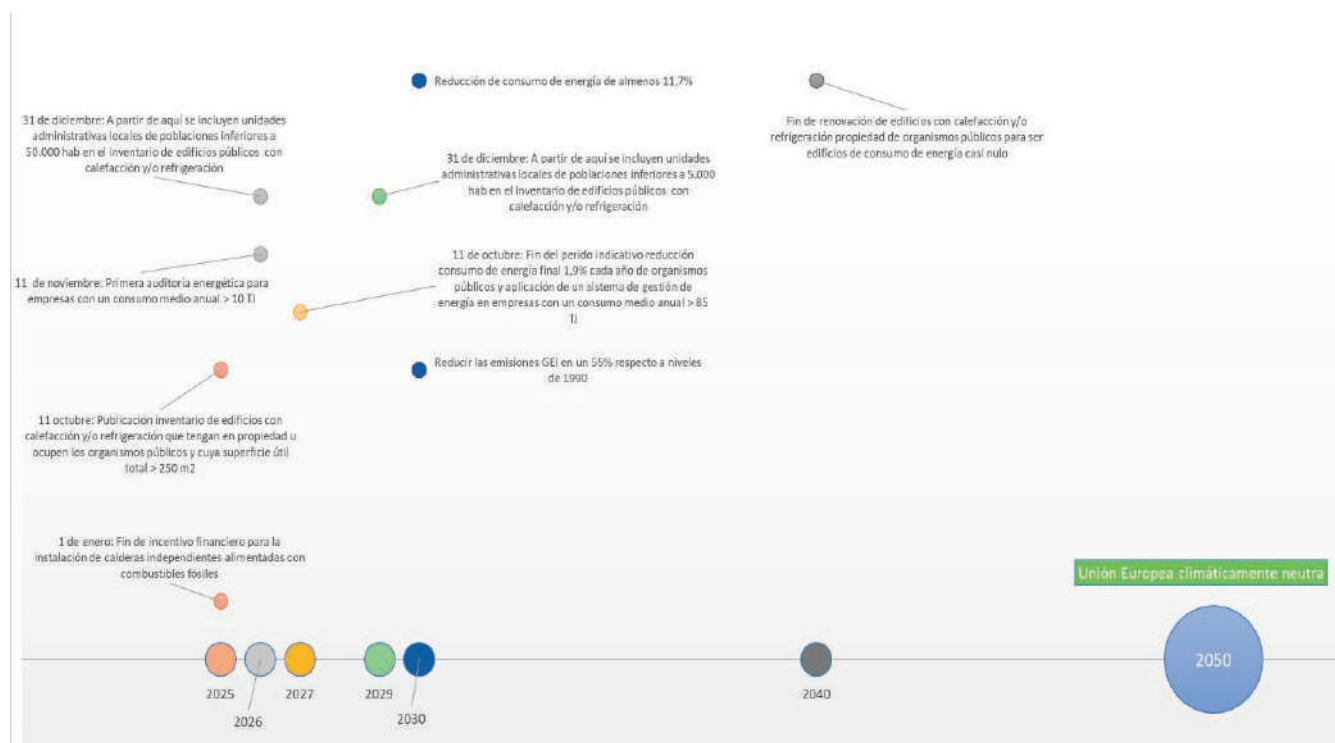 Reducción de consumo de energía de almenos 11,7%
31 de diciembre: A partir de aquí se incluyen unidades
administrativas locales de poblaciones inferiores a
50.000 hab en el inventario de edificios públicos con
calefacción y/o refrigeración
Fin de renovación de edificios con calefacción y/o
refrigeración propiedad de organismos públicos para ser
edificios de consumo de energía casi nulo
31 de diciembre: A partir de aquí se incluyen unidades
administrativas locales de poblaciones inferiores a 5.000
hab en el inventario de edificios públicos con
calefacción y/o refrigeración
11 de noviembre: Primera auditoría energética para
empresas con un consumo medio anual > 10 TJ
11 de octubre: Fin del perido indicativo reducción
consumo de energía final 1,9% cada año de organismos
públicos y aplicación de un sistema de gestión de
energía en empresas con un consumo medio anual > 85
TJ
Reducir las emisiones GEI en un 55% respecto a niveles
de 1990
11 octubre: Publicación inventario de edificios con
calefacción y/o refrigeración que tengan en propiedad u
ocupen los organismos públicos y cuya superficie útil
total > 250 m2
1 de enero: Fin de incentivo financiero para la
instalación de calderas independientes alimentadas con
combustibles fósiles
Unión Europea climáticamente neutra
2050
2025
2026
2027
2029
2030
2040